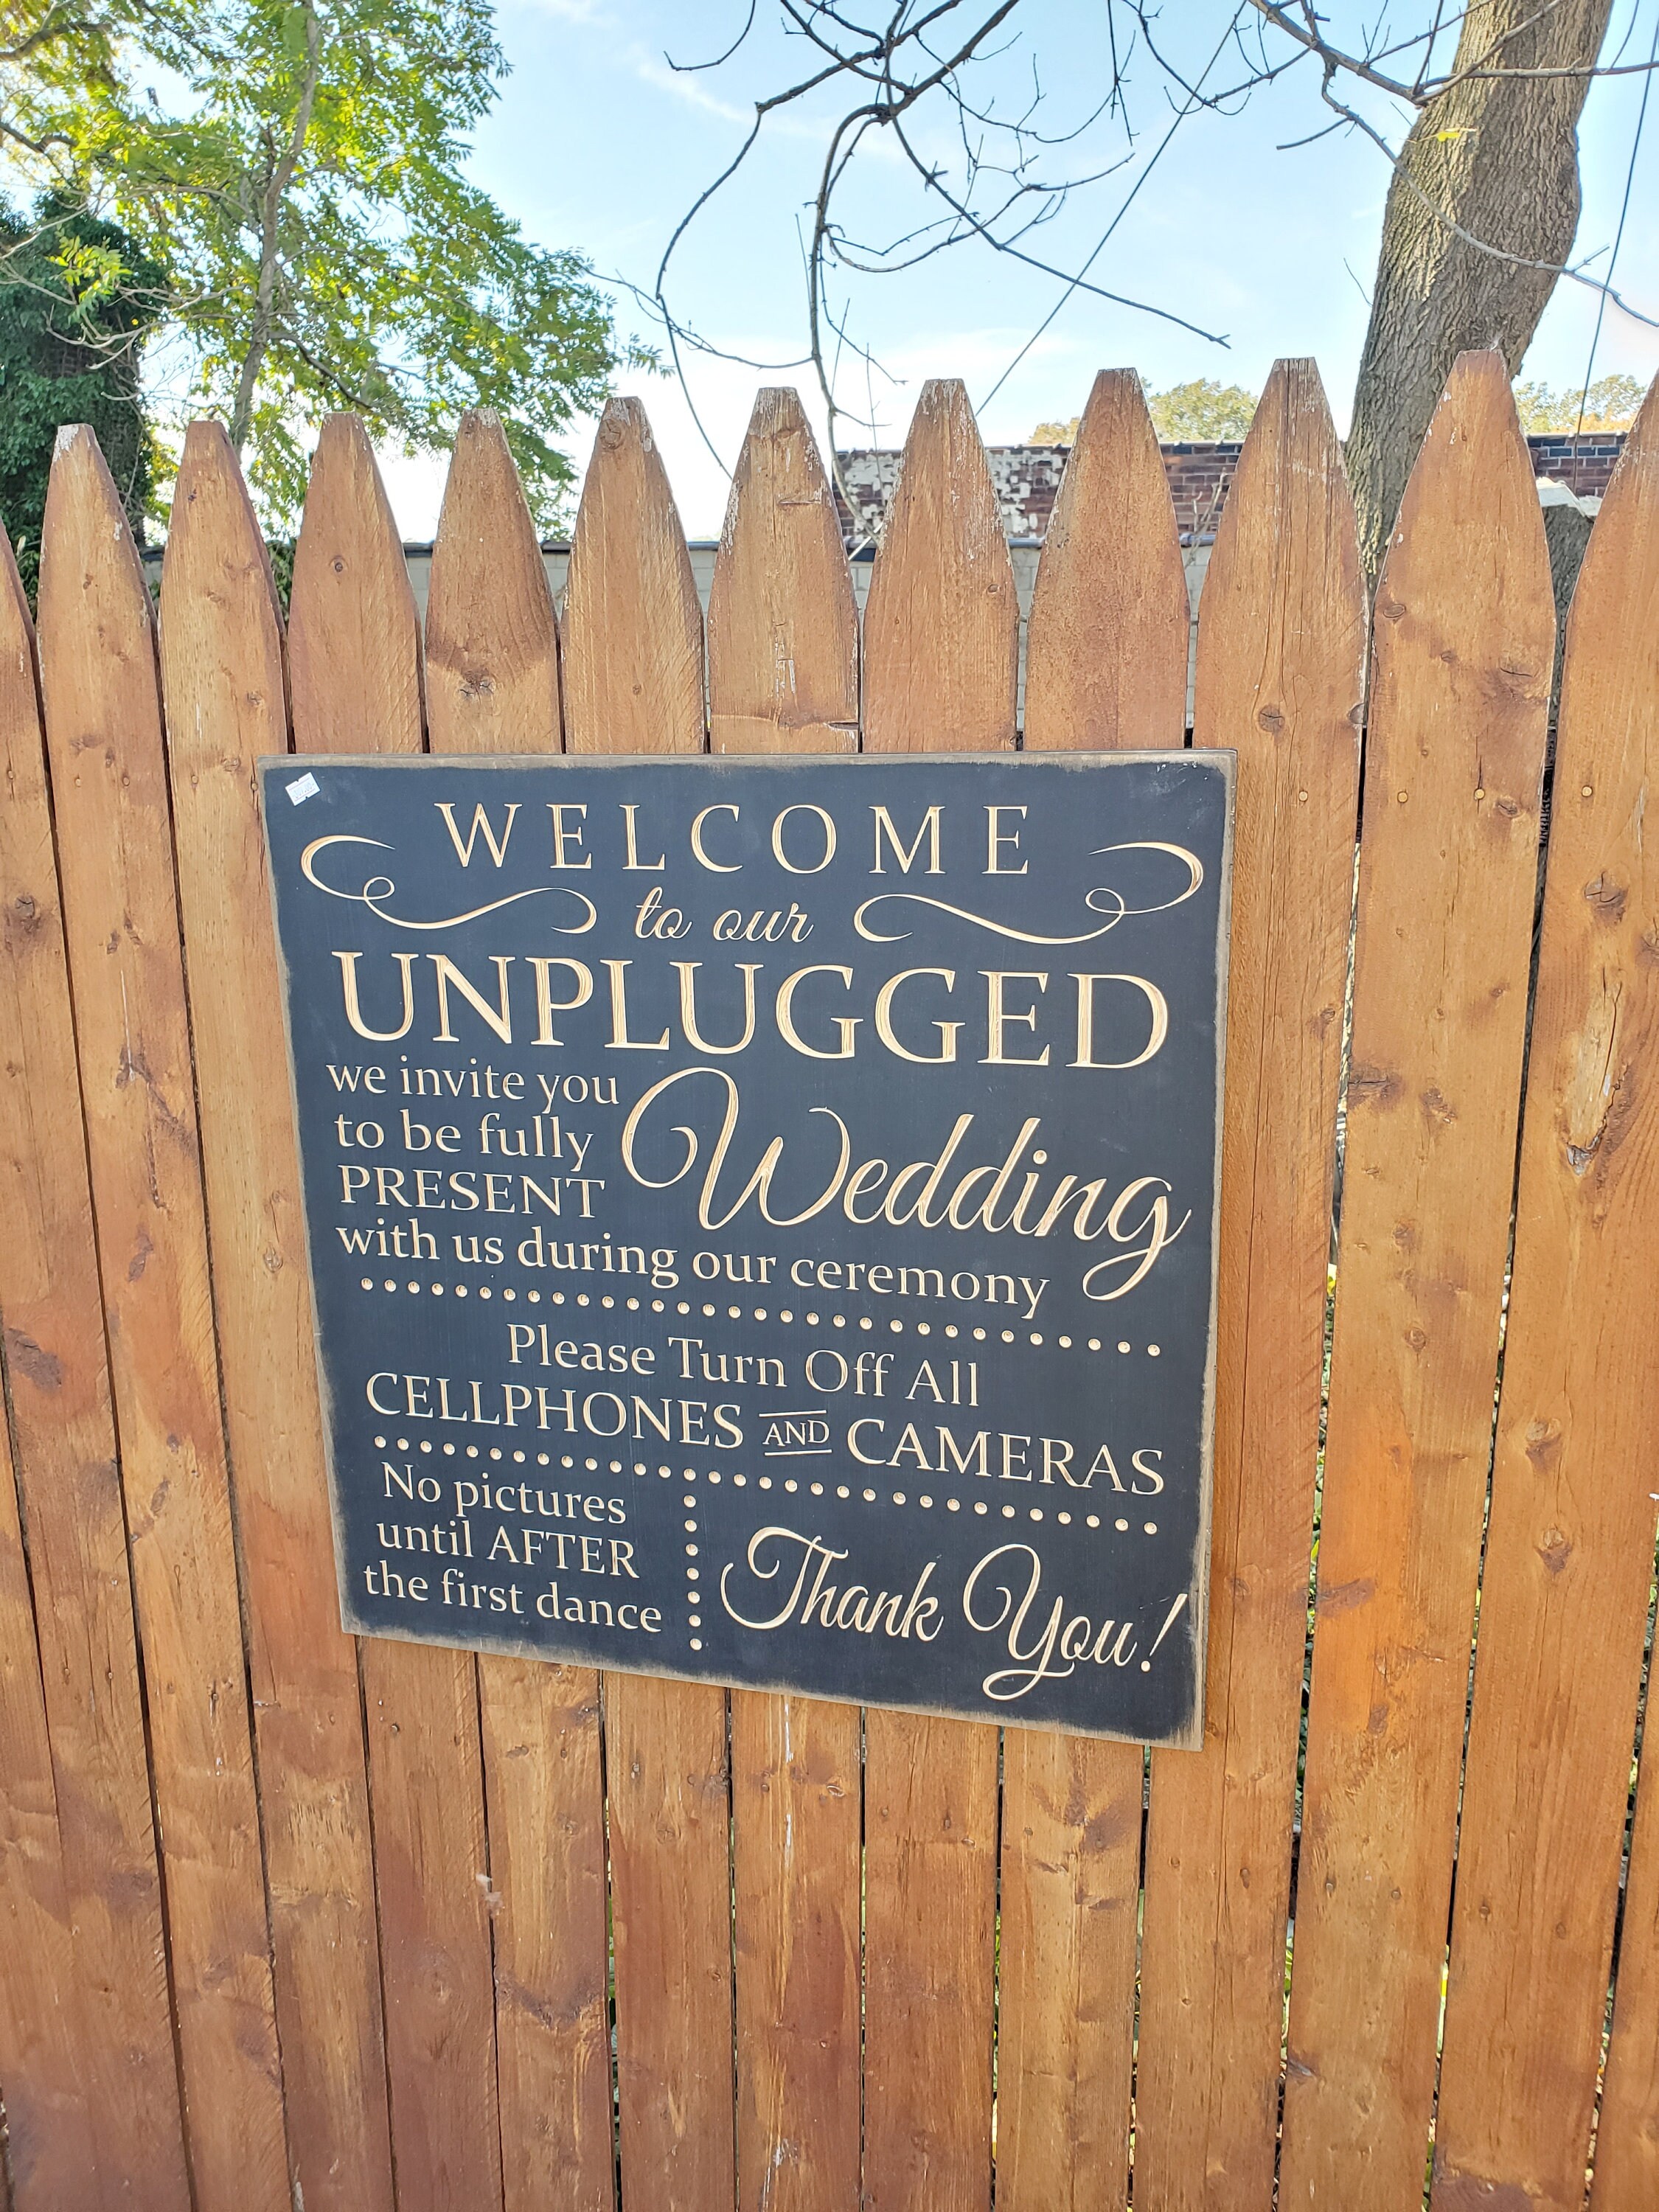 WELCOME
to our
UNPLUGGED
Wedding
we invite you
to be fully
PRESENT
with us during our ceremony
Please Turn Off All
CELLPHONES AND CAMERAS
No pictures
until AFTER
the first dance
Thank You!